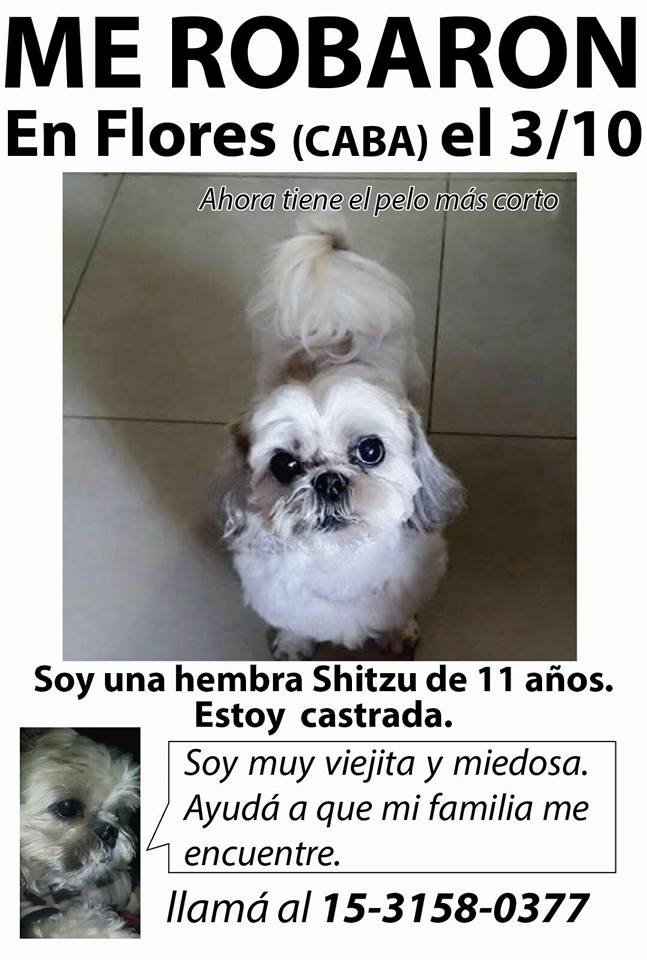 ME ROBARON
En Flores (CABA) el 3/10
Ahora tiene el pelo más corto
Soy una hembra Shitzu de 11 años.
Estoy castrada.
Soy muy viejita y miedosa.
Ayudá a que mi familia me
encuentre.
llamá al 15-3158-0377